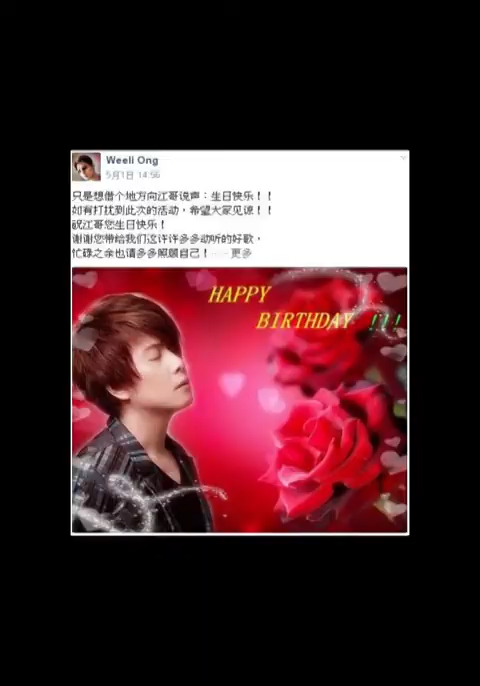 Weeli Ong
5月1日 14:56
只是想借个地方向江哥说声：生日快乐！！
如有打扰到此次的活动，希望大家见谅！！
祝江哥您生日快乐！
谢谢您带给我们这许许多多动听的好歌，
忙碌之余也请多多照顾自己！……更多
HAPPY
BIRTHDAY !!!